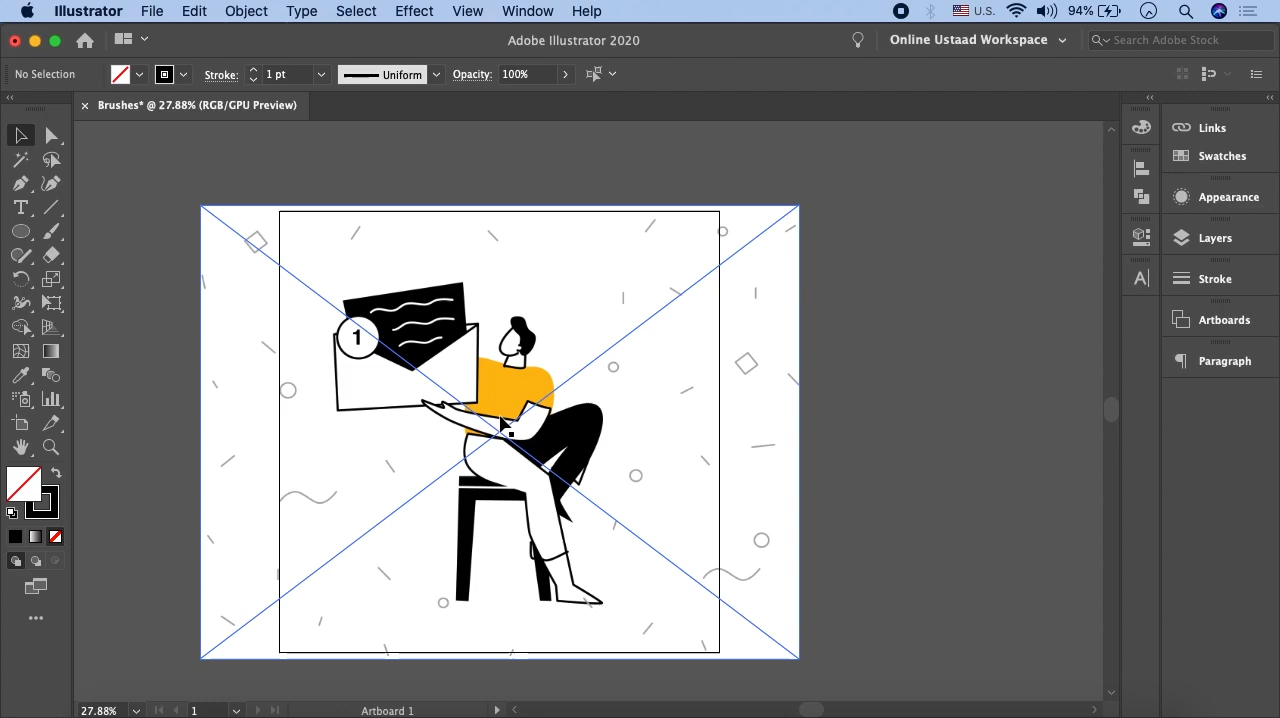 Illustrator File Edit Object Type Select Effect View Window Help U.S. 94%
Adobe Illustrator 2020 Online Ustaad Workspace Search Adobe Stock
No Selection Stroke: 1 pt Uniform Opacity: 100%
Brushes* @ 27.88% (RGB/GPU Preview)
Links
Swatches
Appearance
Layers
Stroke
Artboards
Paragraph
1
27.88% 1 Artboard 1